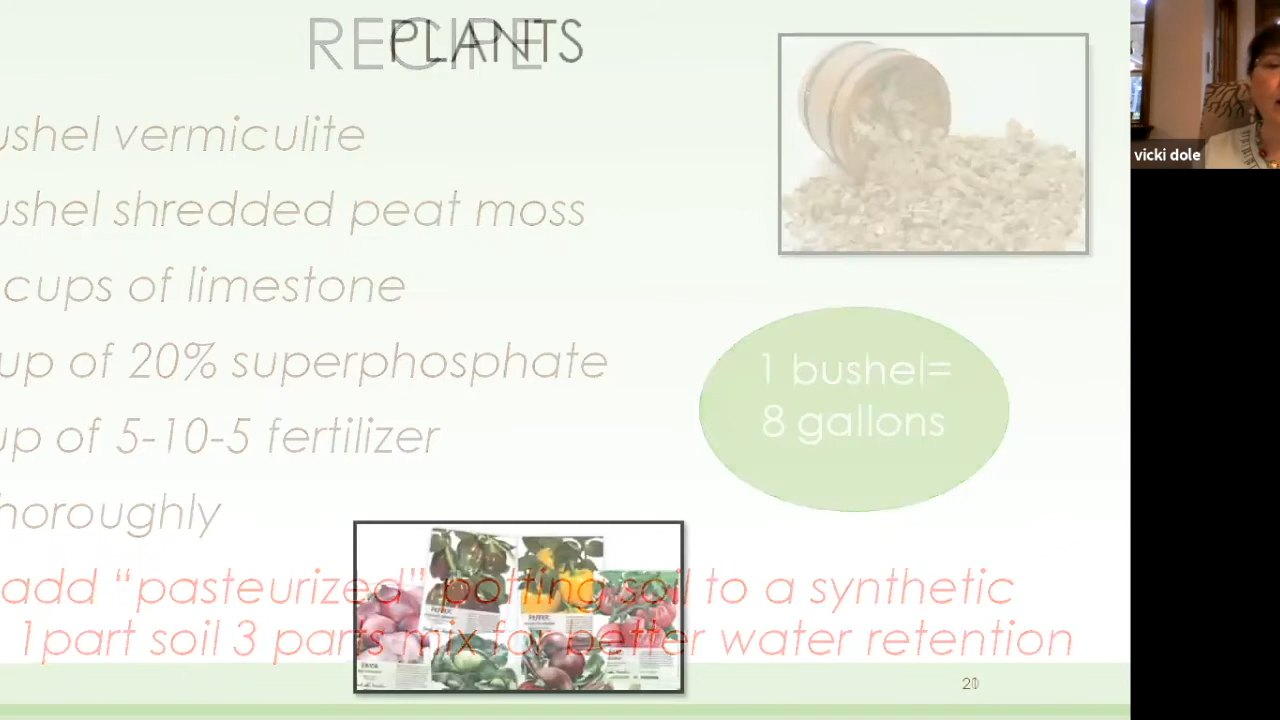 RECIPE
PLANTS
ushel vermiculite
ushel shredded peat moss
cups of limestone
up of 20% superphosphate
up of 5-10-5 fertilizer
horoughly
add “pasteurized” potting soil to a synthetic
1part soil 3 parts mix for better water retention
1 bushel=
8 gallons
vicki dole